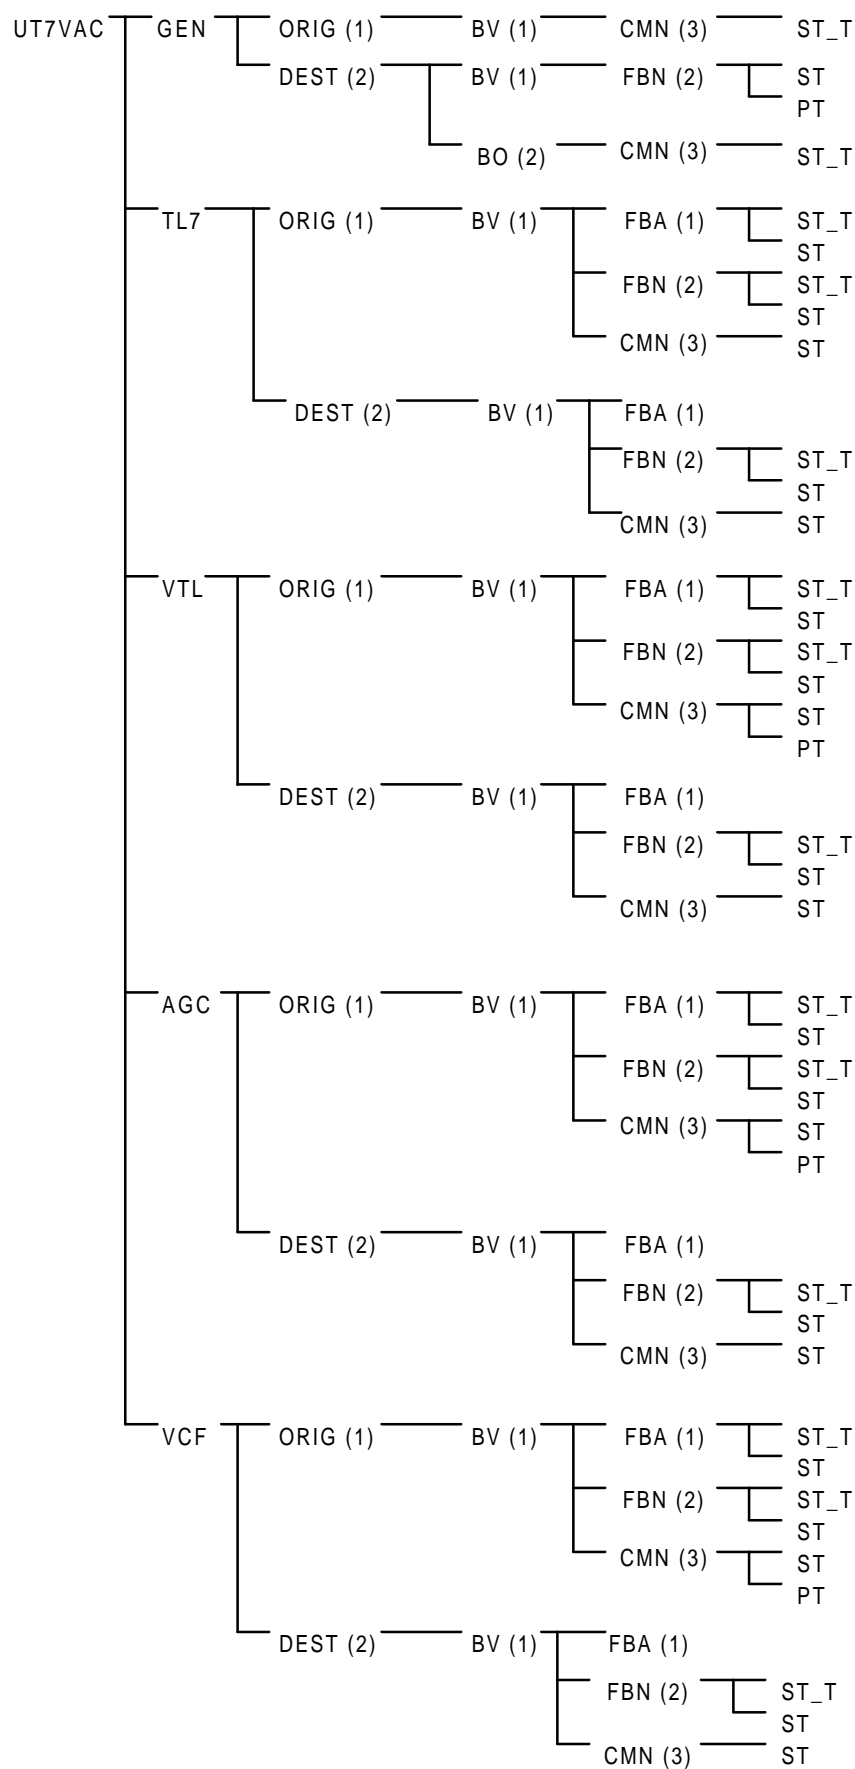 UT7VAC GEN ORIG (1) BV (1) CMN (3) ST_T
DEST (2) BV (1) FBN (2) ST
PT
BO (2) CMN (3) ST_T
TL7 ORIG (1) BV (1) FBA (1) ST_T
ST
FBN (2) ST_T
ST
CMN (3) ST
DEST (2) BV (1) FBA (1)
FBN (2) ST_T
ST
CMN (3) ST
VTL ORIG (1) BV (1) FBA (1) ST_T
ST
FBN (2) ST_T
ST
CMN (3) ST
PT
DEST (2) BV (1) FBA (1)
FBN (2) ST_T
ST
CMN (3) ST
AGC ORIG (1) BV (1) FBA (1) ST_T
ST
FBN (2) ST_T
ST
CMN (3) ST
PT
DEST (2) BV (1) FBA (1)
FBN (2) ST_T
ST
CMN (3) ST
VCF ORIG (1) BV (1) FBA (1) ST_T
ST
FBN (2) ST_T
ST
CMN (3) ST
PT
DEST (2) BV (1) FBA (1)
FBN (2) ST_T
ST
CMN (3) ST